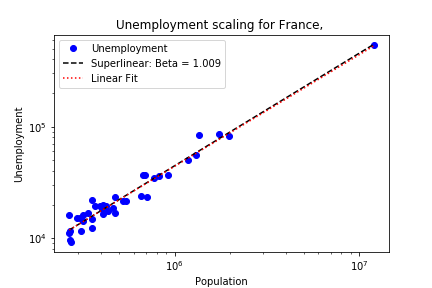 Unemployment scaling for France,
Unemployment
Superlinear: Beta = 1.009
Linear Fit
Unemployment
10⁵
10⁴
10⁶
10⁷
Population